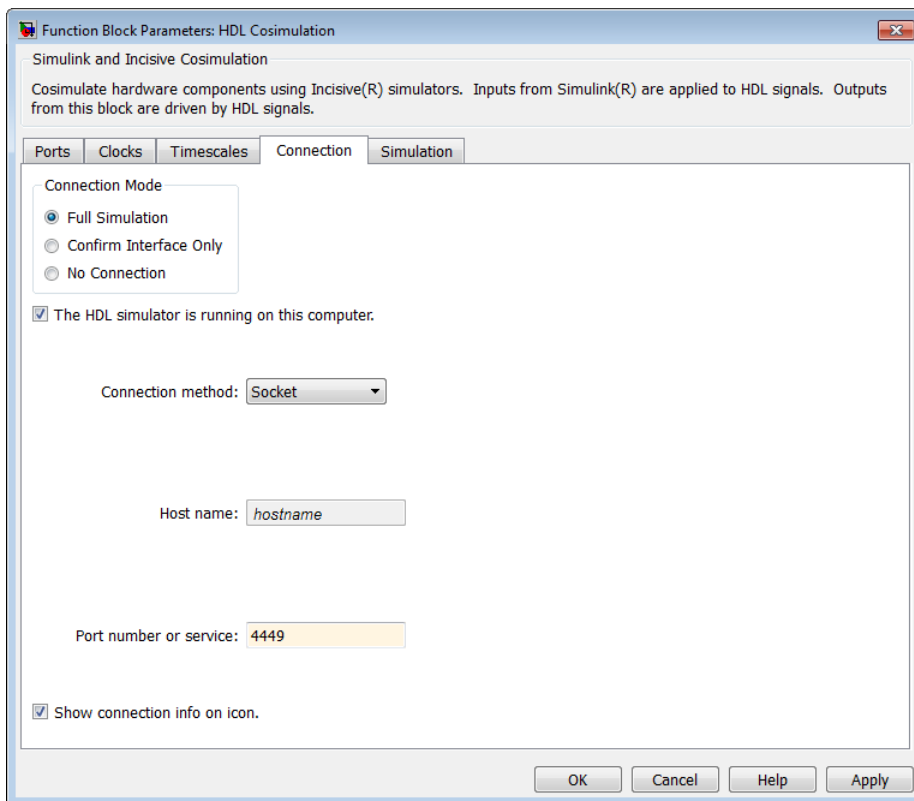 Function Block Parameters: HDL Cosimulation
Simulink and Incisive Cosimulation
Cosimulate hardware components using Incisive(R) simulators. Inputs from Simulink(R) are applied to HDL signals. Outputs
from this block are driven by HDL signals.
Ports Clocks Timescales Connection Simulation
Connection Mode
Full Simulation
Confirm Interface Only
No Connection
The HDL simulator is running on this computer.
Connection method: Socket
Host name: hostname
Port number or service: 4449
Show connection info on icon.
OK Cancel Help Apply